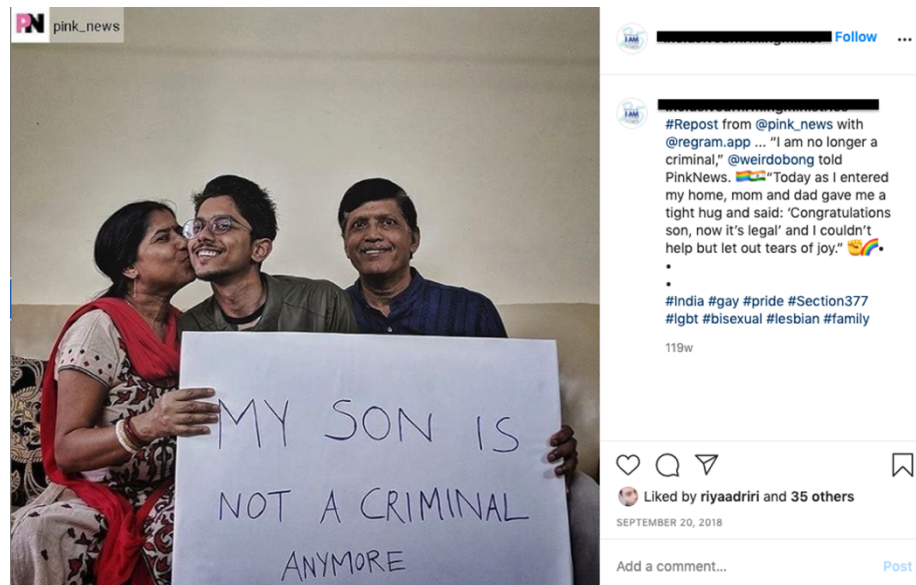 PN pink_news
MY SON IS
NOT A CRIMINAL
ANYMORE
I AM
Follow
I AM
#Repost from @pink_news with
@regram.app ... “I am no longer a
criminal,” @weirdobong told
PinkNews. 🏳️‍🌈🇮🇳“Today as I entered
my home, mom and dad gave me a
tight hug and said: ‘Congratulations
son, now it’s legal’ and I couldn’t
help but let out tears of joy.” ✊🌈•
•
•
#India #gay #pride #Section377
#lgbt #bisexual #lesbian #family
119w
Liked by riyaadriri and 35 others
SEPTEMBER 20, 2018
Add a comment...
Post